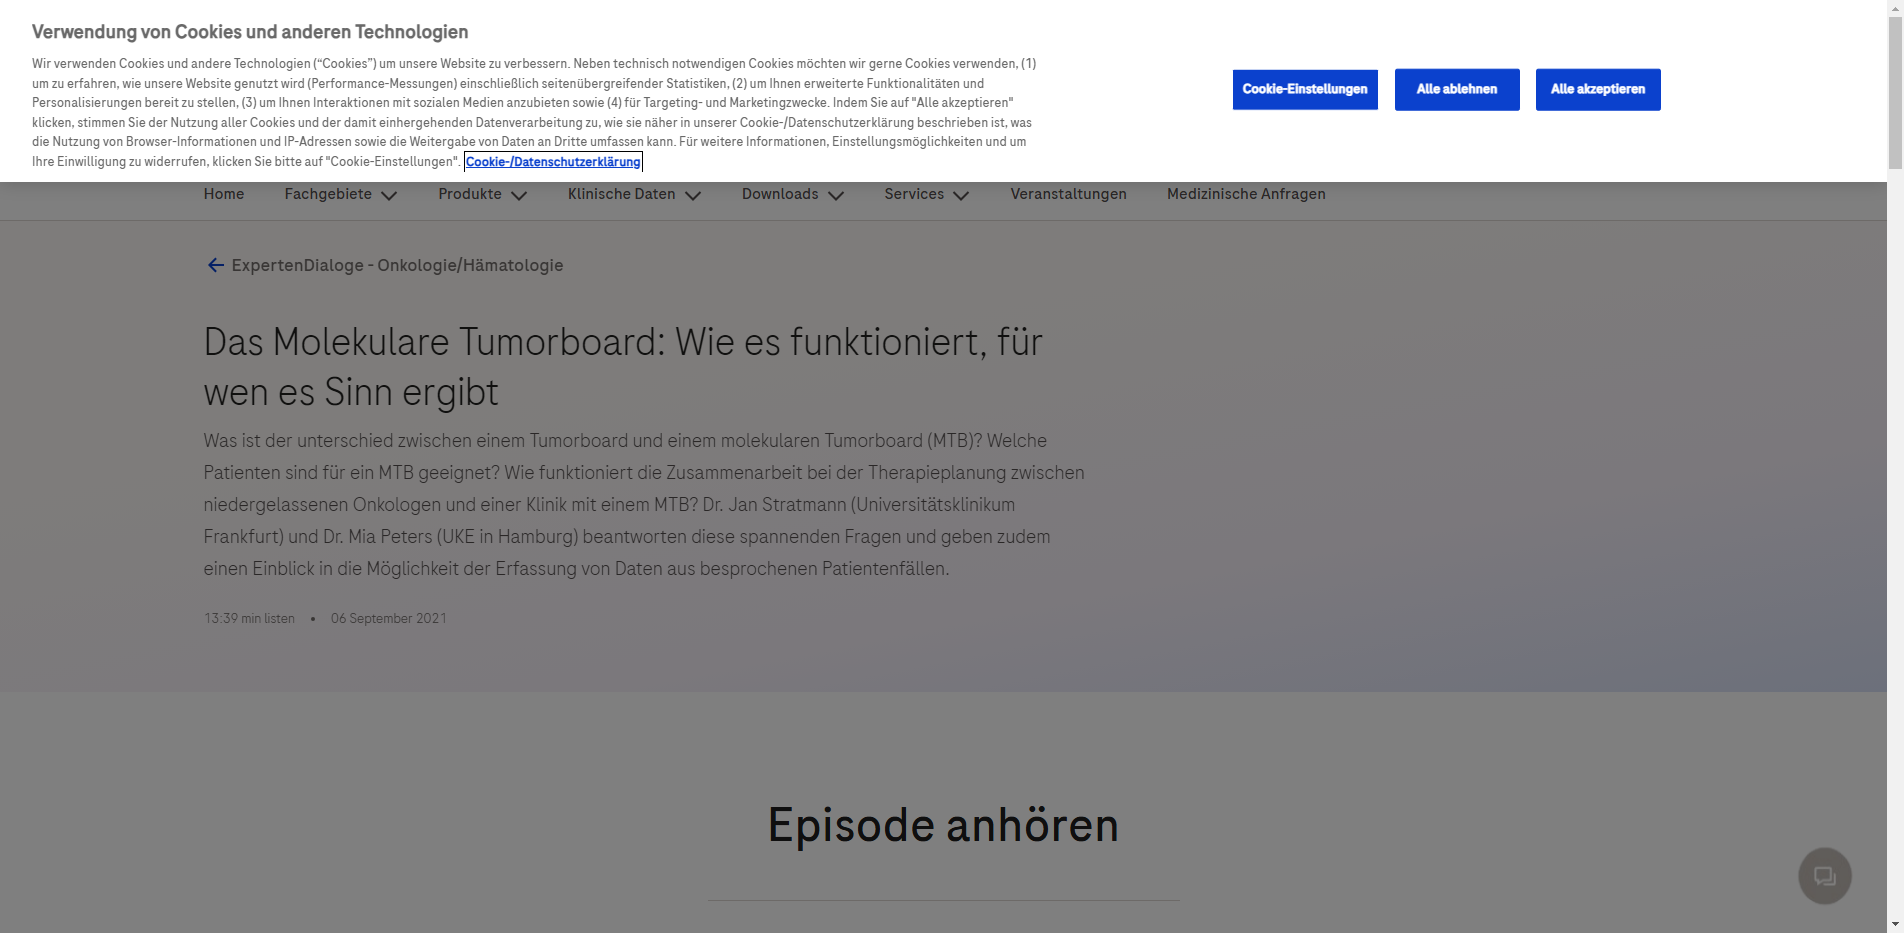 Verwendung von Cookies und anderen Technologien
Wir verwenden Cookies und andere Technologien (“Cookies”) um unsere Website zu verbessern. Neben technisch notwendigen Cookies möchten wir gerne Cookies verwenden, (1)
um zu erfahren, wie unsere Website genutzt wird (Performance-Messungen) einschließlich seitenübergreifender Statistiken, (2) um Ihnen erweiterte Funktionalitäten und
Personalisierungen bereit zu stellen, (3) um Ihnen Interaktionen mit sozialen Medien anzubieten sowie (4) für Targeting- und Marketingzwecke. Indem Sie auf "Alle akzeptieren"
klicken, stimmen Sie der Nutzung aller Cookies und der damit einhergehenden Datenverarbeitung zu, wie sie näher in unserer Cookie-/Datenschutzerklärung beschrieben ist, was
die Nutzung von Browser-Informationen und IP-Adressen sowie die Weitergabe von Daten an Dritte umfassen kann. Für weitere Informationen, Einstellungsmöglichkeiten und um
Ihre Einwilligung zu widerrufen, klicken Sie bitte auf "Cookie-Einstellungen". Cookie-/Datenschutzerklärung
Cookie-Einstellungen Alle ablehnen Alle akzeptieren
Home Fachgebiete Produkte Klinische Daten Downloads Services Veranstaltungen Medizinische Anfragen
ExpertenDialoge - Onkologie/Hämatologie
Das Molekulare Tumorboard: Wie es funktioniert, für
wen es Sinn ergibt
Was ist der unterschied zwischen einem Tumorboard und einem molekularen Tumorboard (MTB)? Welche
Patienten sind für ein MTB geeignet? Wie funktioniert die Zusammenarbeit bei der Therapieplanung zwischen
niedergelassenen Onkologen und einer Klinik mit einem MTB? Dr. Jan Stratmann (Universitätsklinikum
Frankfurt) und Dr. Mia Peters (UKE in Hamburg) beantworten diese spannenden Fragen und geben zudem
einen Einblick in die Möglichkeit der Erfassung von Daten aus besprochenen Patientenfällen.
13:39 min listen • 06 September 2021
Episode anhören